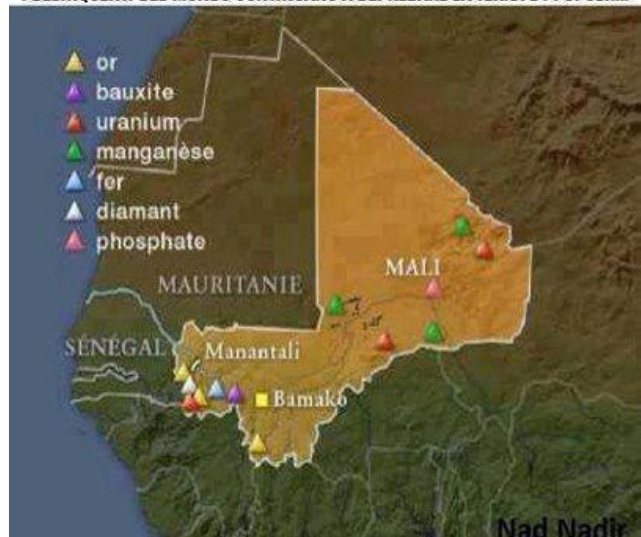 or
bauxite
uranium
manganèse
fer
diamant
phosphate
MAURITANIE
MALI
SÉNÉGAL
Manantali
Bamako
Nad Nadir